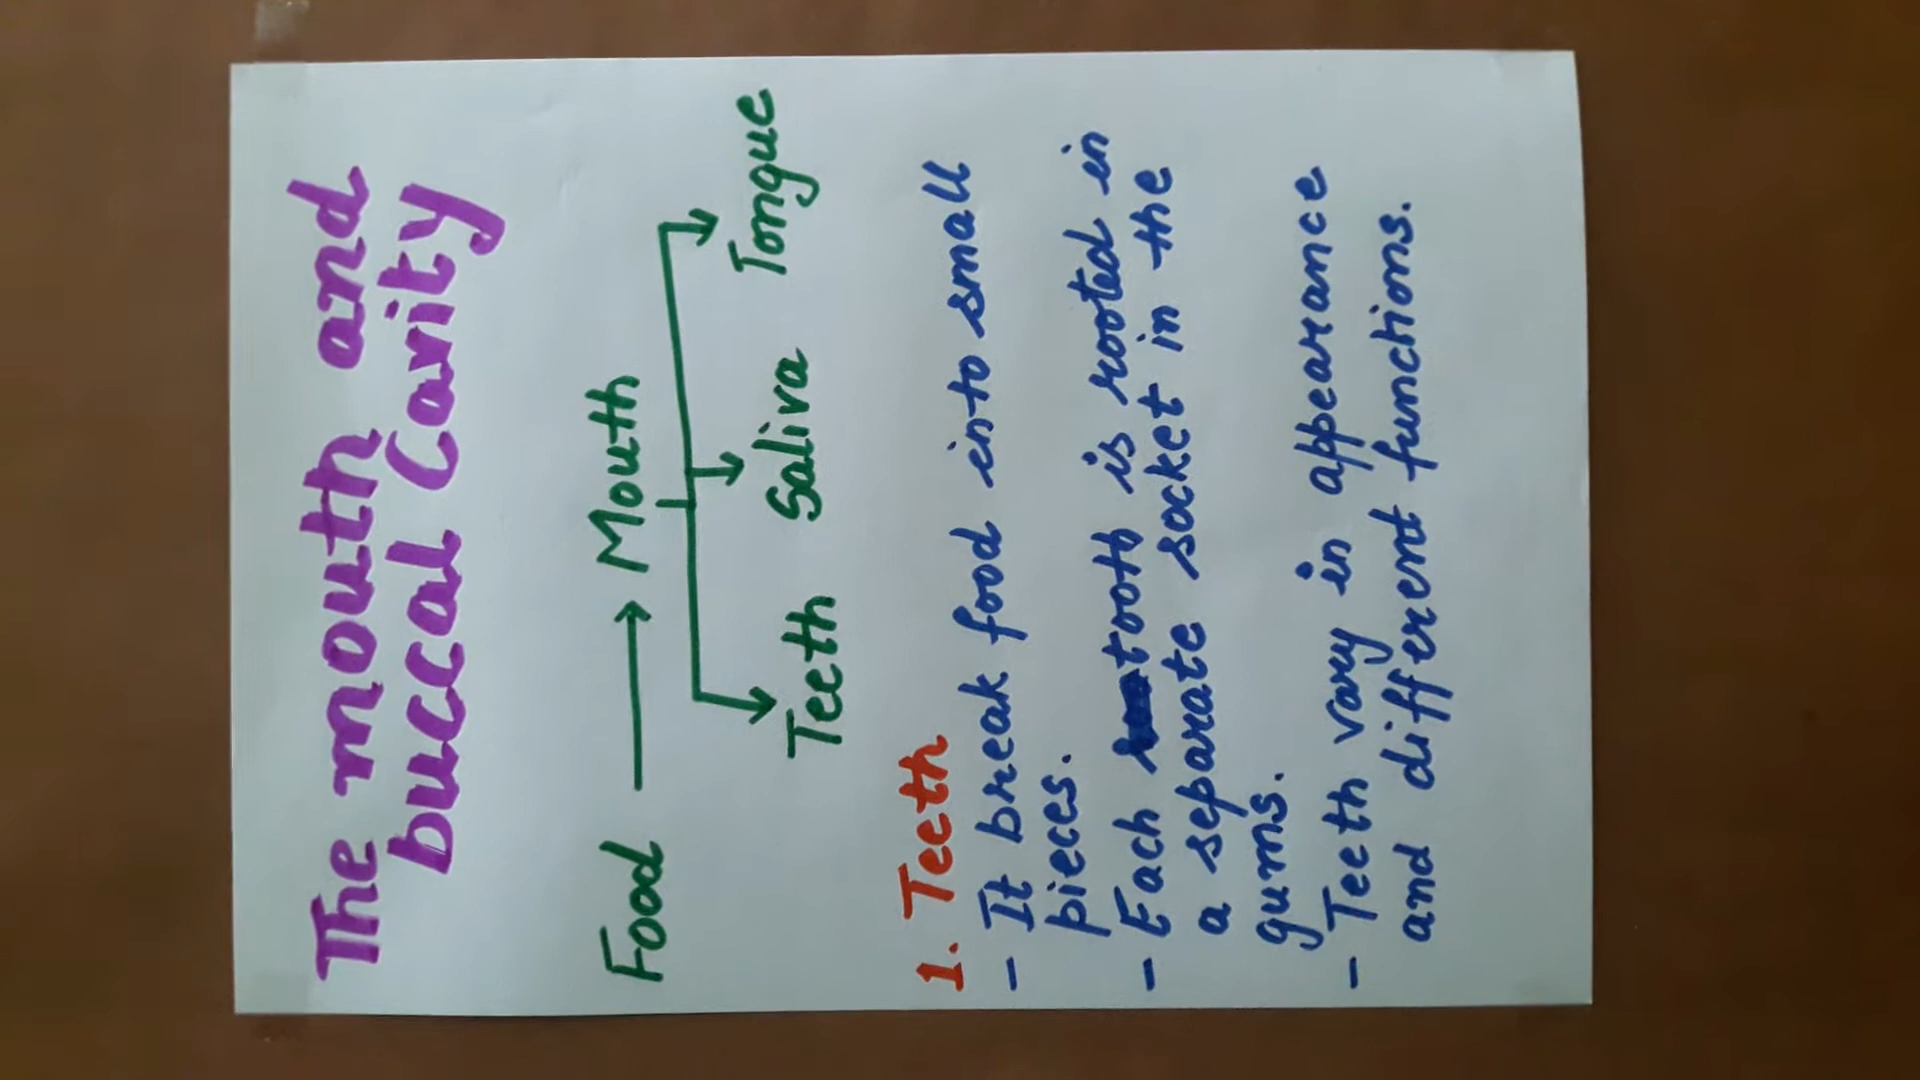 The mouth and
buccal Cavity
Food → Mouth
Teeth Saliva Tongue
1. Teeth
- It break food into small
pieces.
- Each tooth is rooted in
a separate socket in the
gums.
- Teeth vary in appearance
and different functions.